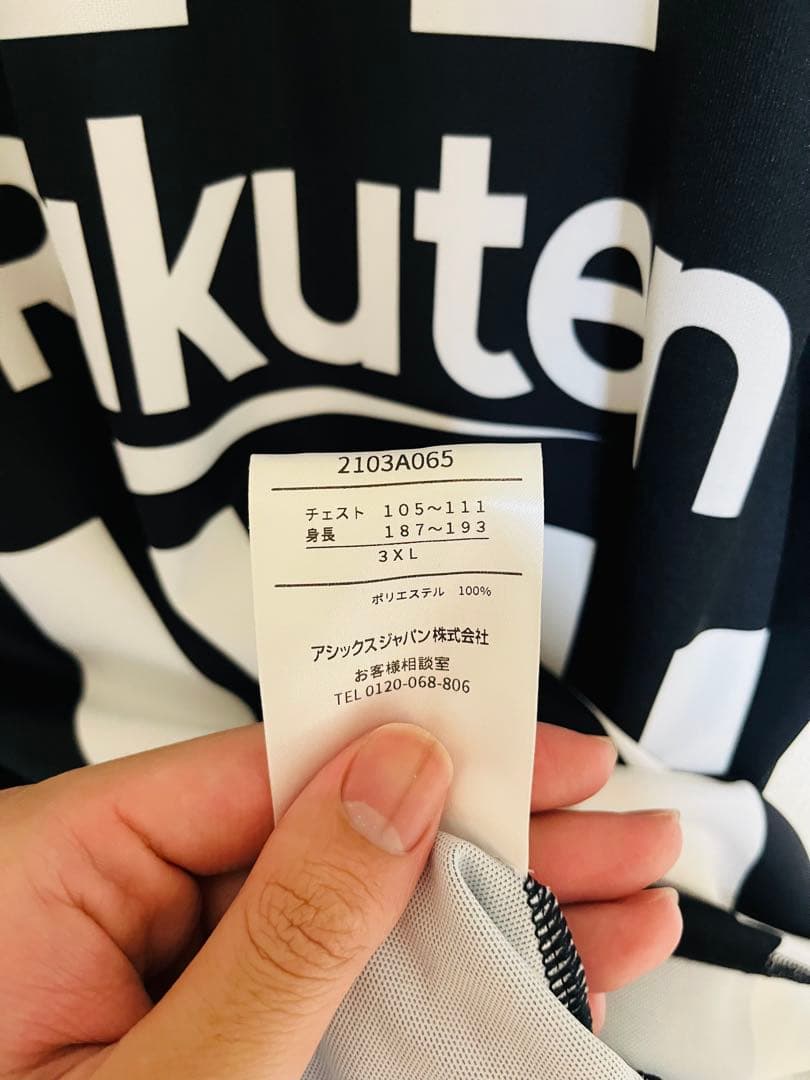 Rakuten
2103A065
チェスト 105～111
身長 187～193
3XL
ポリエステル 100%
アシックスジャパン株式会社
お客様相談室
TEL 0120-068-806